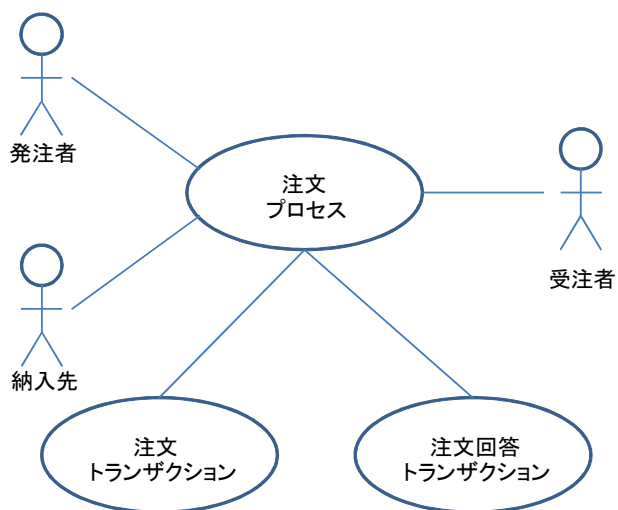 発注者
注文
プロセス
受注者
納入先
注文
トランザクション
注文回答
トランザクション